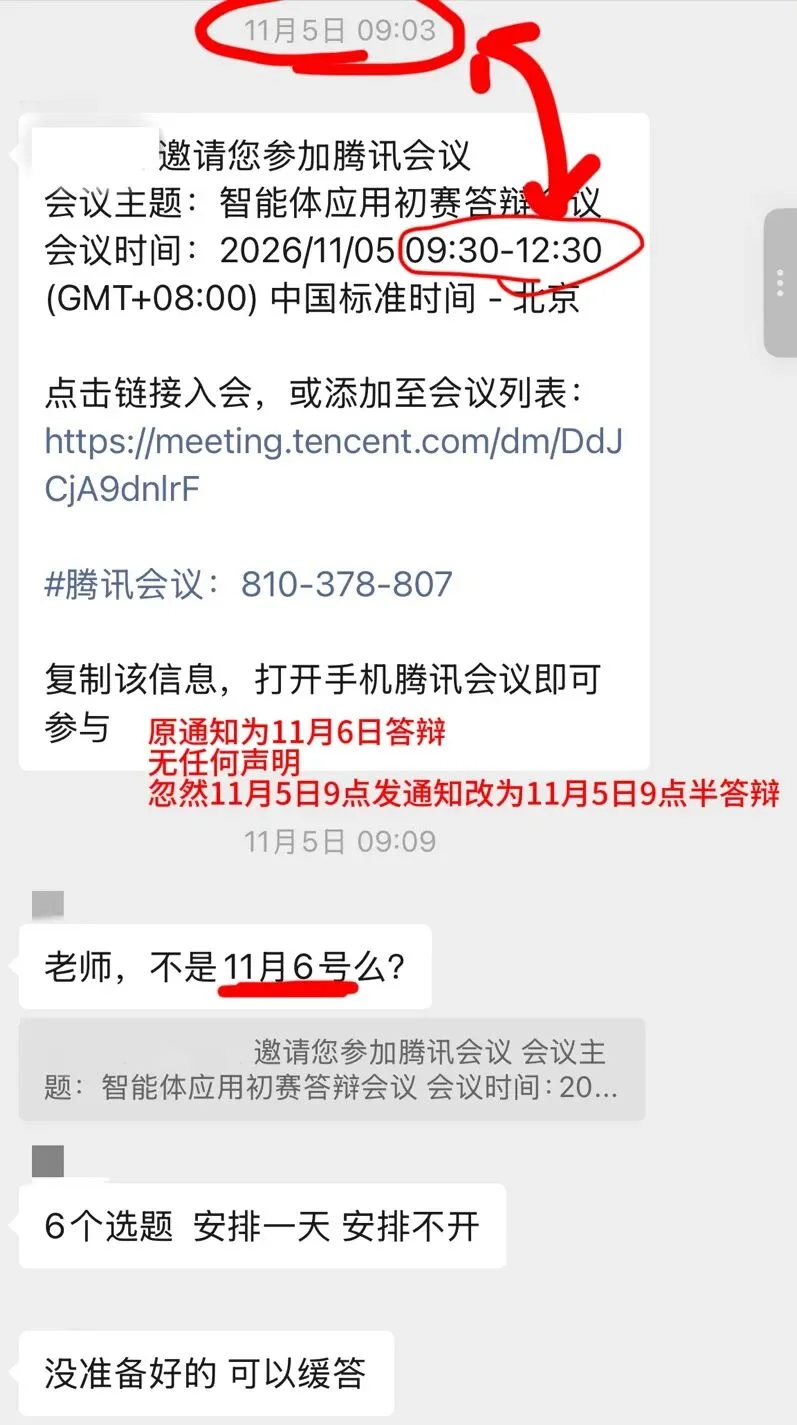 11月5日 09:03
邀请您参加腾讯会议
会议主题：智能体应用初赛答辩会议
会议时间：2026/11/05 09:30-12:30
(GMT+08:00) 中国标准时间 - 北京
点击链接入会，或添加至会议列表：
https://meeting.tencent.com/dm/DdJ
CjA9dnlrF
#腾讯会议：810-378-807
复制该信息，打开手机腾讯会议即可
参与
原通知为11月6日答辩
无任何声明
忽然11月5日9点发通知改为11月5日9点半答辩
11月5日 09:09
老师，不是11月6号么?
邀请您参加腾讯会议 会议主
题：智能体应用初赛答辩会议 会议时间：20...
6个选题 安排一天 安排不开
没准备好的 可以缓答